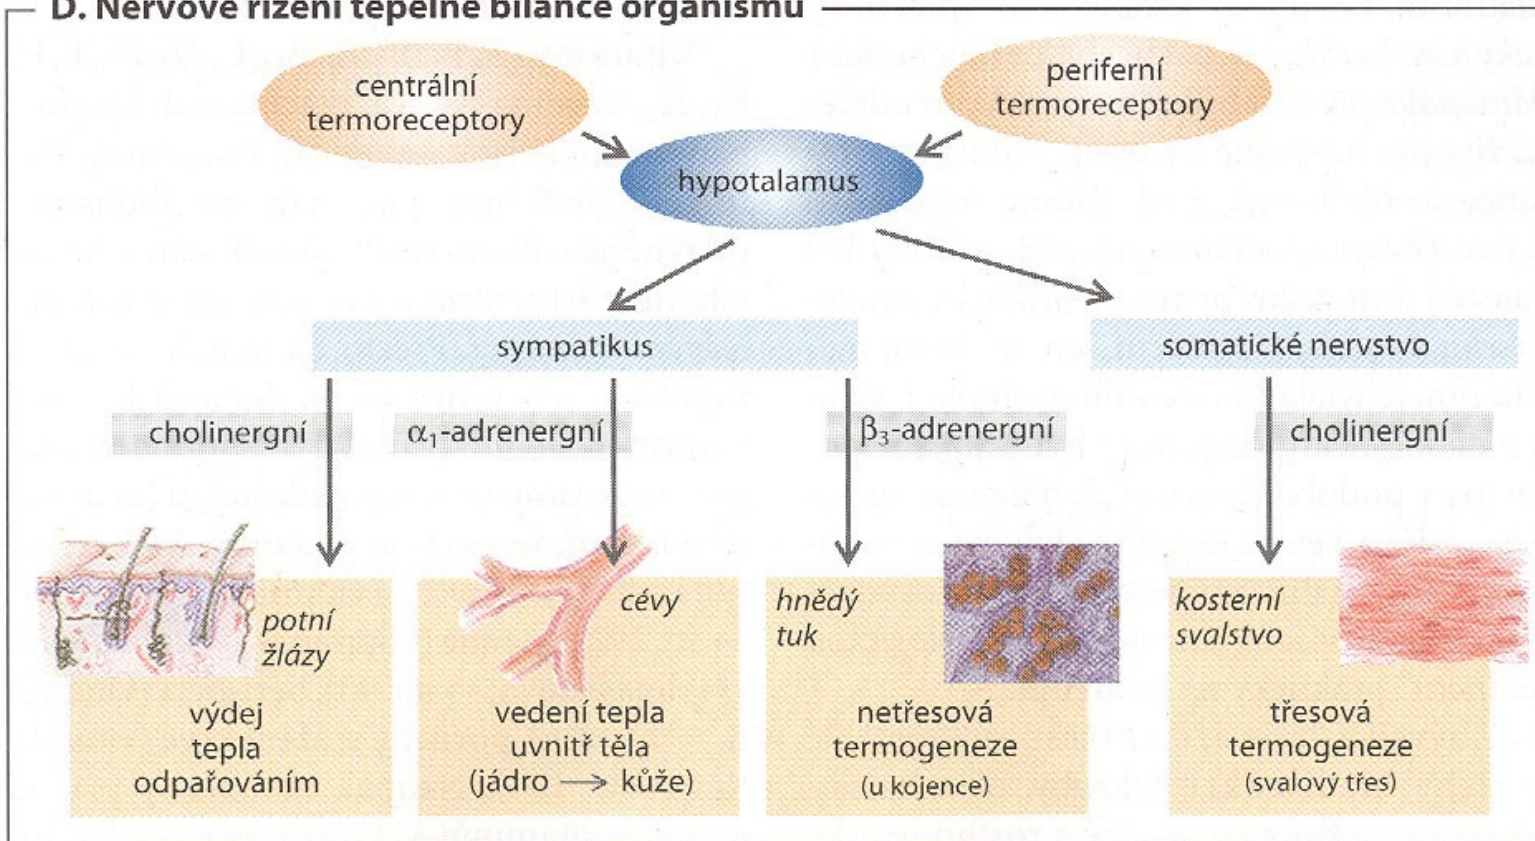 D. Nervové řízení tepelné bilance organismu
centrální
termoreceptory
periferní
termoreceptory
hypotalamus
sympatikus
somatické nervstvo
cholinergní
α₁-adrenergní
β₃-adrenergní
cholinergní
potní
žlázy
cévy
hnědý
tuk
kosterní
svalstvo
výdej
tepla
odpařováním
vedení tepla
uvnitř těla
(jádro → kůže)
netřesová
termogeneze
(u kojence)
třesová
termogeneze
(svalový třes)